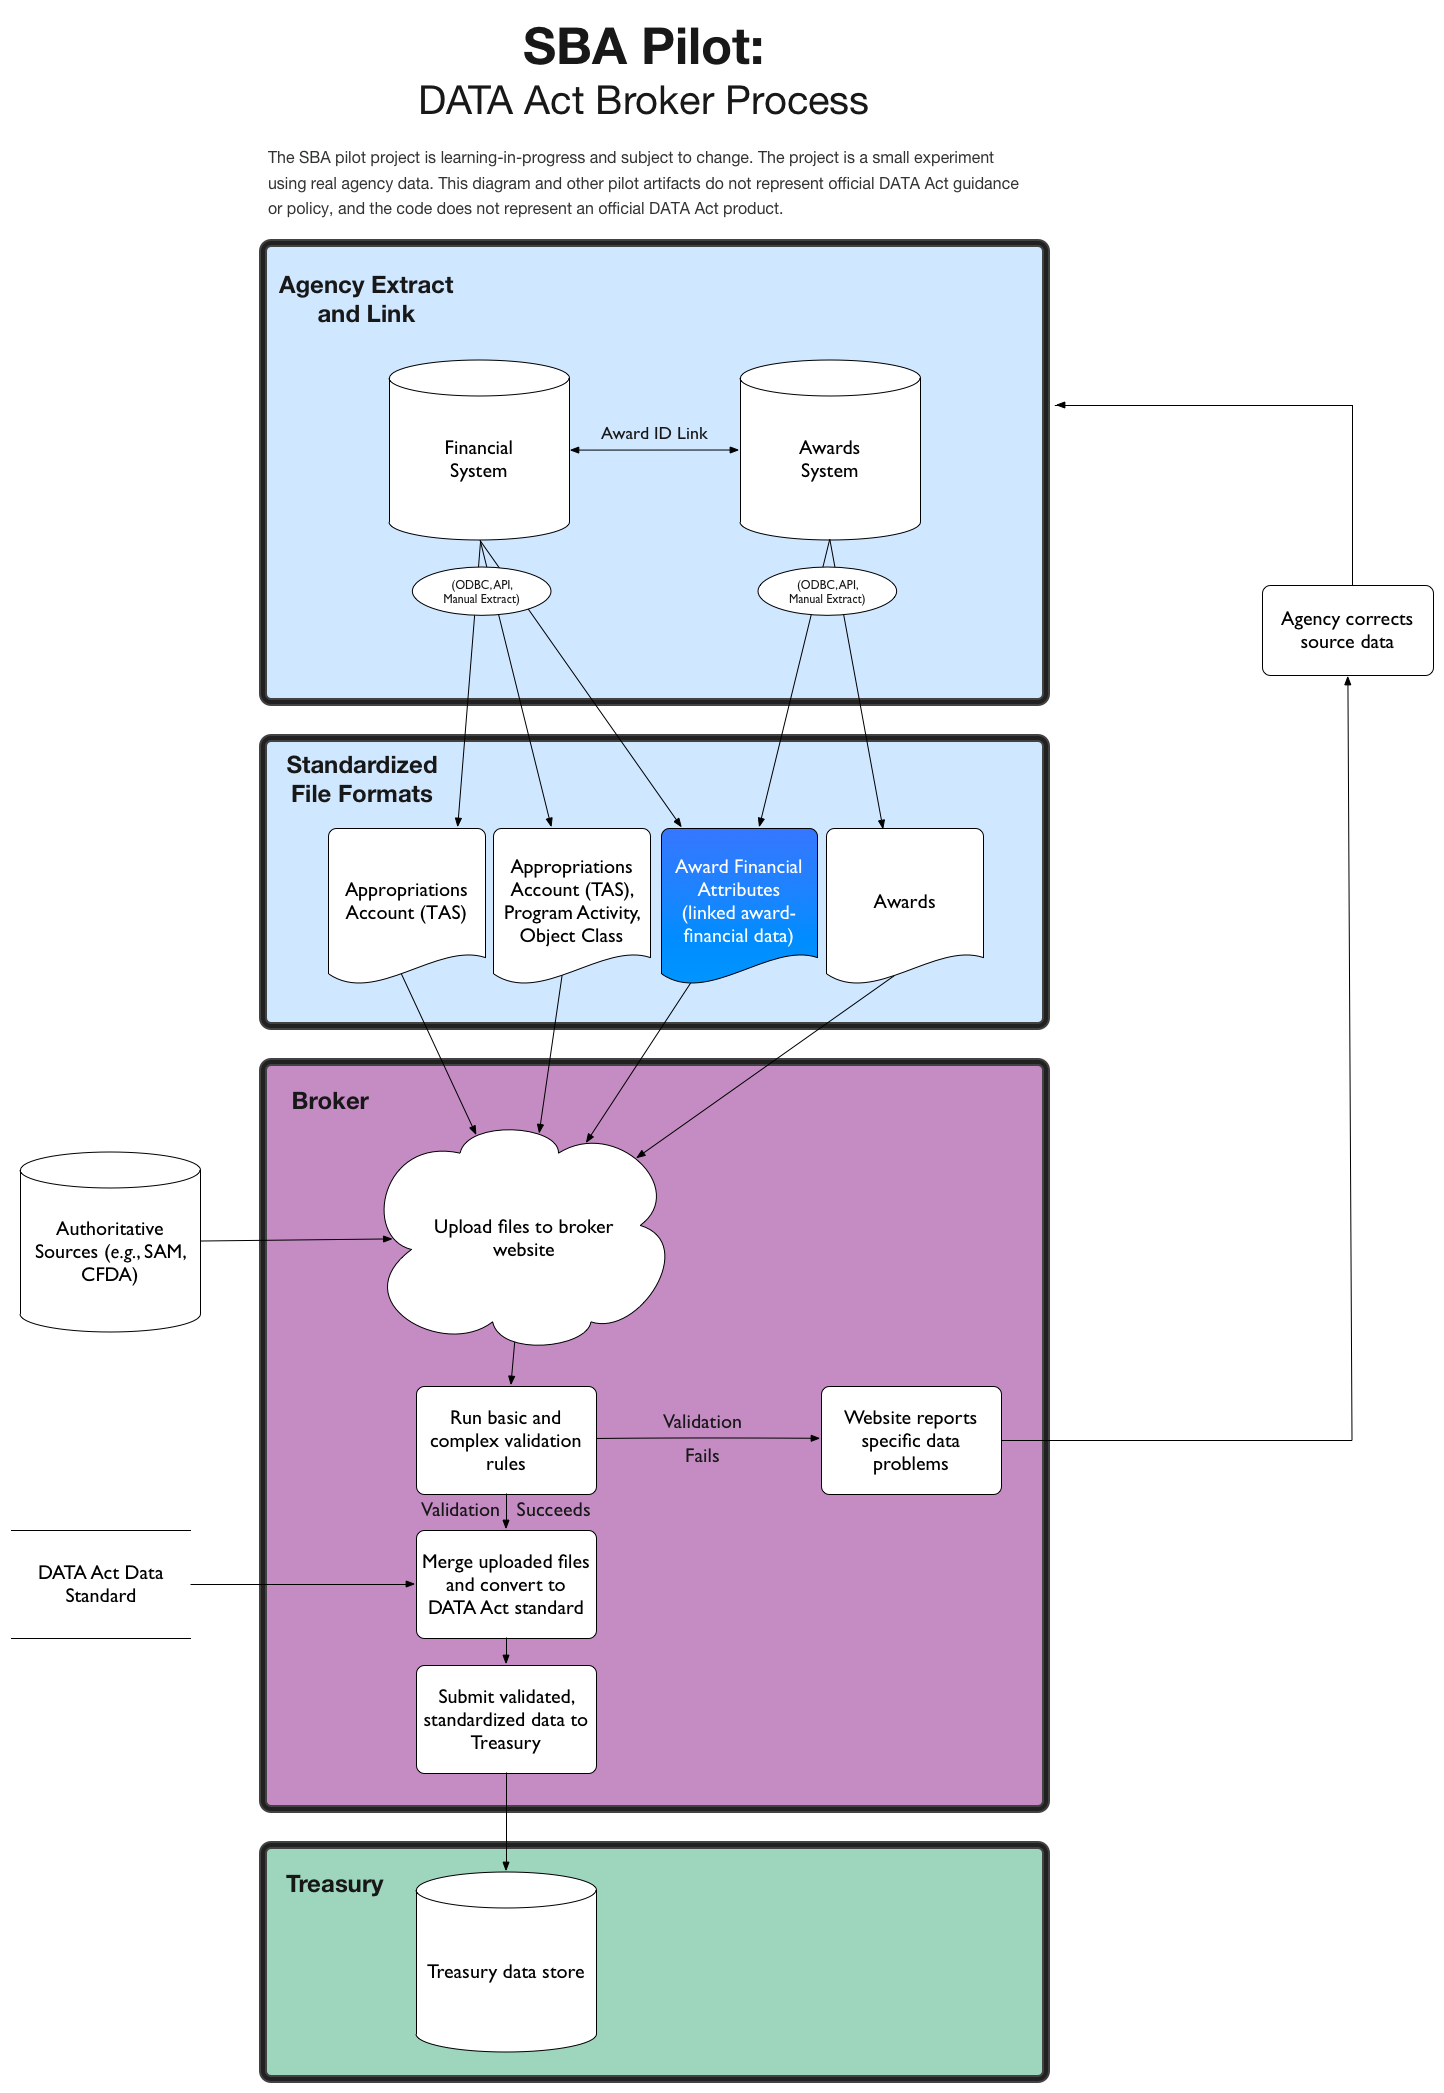 SBA Pilot:
DATA Act Broker Process
The SBA pilot project is learning-in-progress and subject to change. The project is a small experiment
using real agency data. This diagram and other pilot artifacts do not represent official DATA Act guidance
or policy, and the code does not represent an official DATA Act product.
Agency Extract
and Link
Financial
System
Award ID Link
Awards
System
(ODBC, API,
Manual Extract)
(ODBC, API,
Manual Extract)
Agency corrects
source data
Standardized
File Formats
Appropriations
Account (TAS)
Appropriations
Account (TAS),
Program Activity,
Object Class
Award Financial
Attributes
(linked award-
financial data)
Awards
Broker
Authoritative
Sources (e.g., SAM,
CFDA)
Upload files to broker
website
Run basic and
complex validation
rules
Validation
Fails
Website reports
specific data
problems
Validation Succeeds
DATA Act Data
Standard
Merge uploaded files
and convert to
DATA Act standard
Submit validated,
standardized data to
Treasury
Treasury
Treasury data store